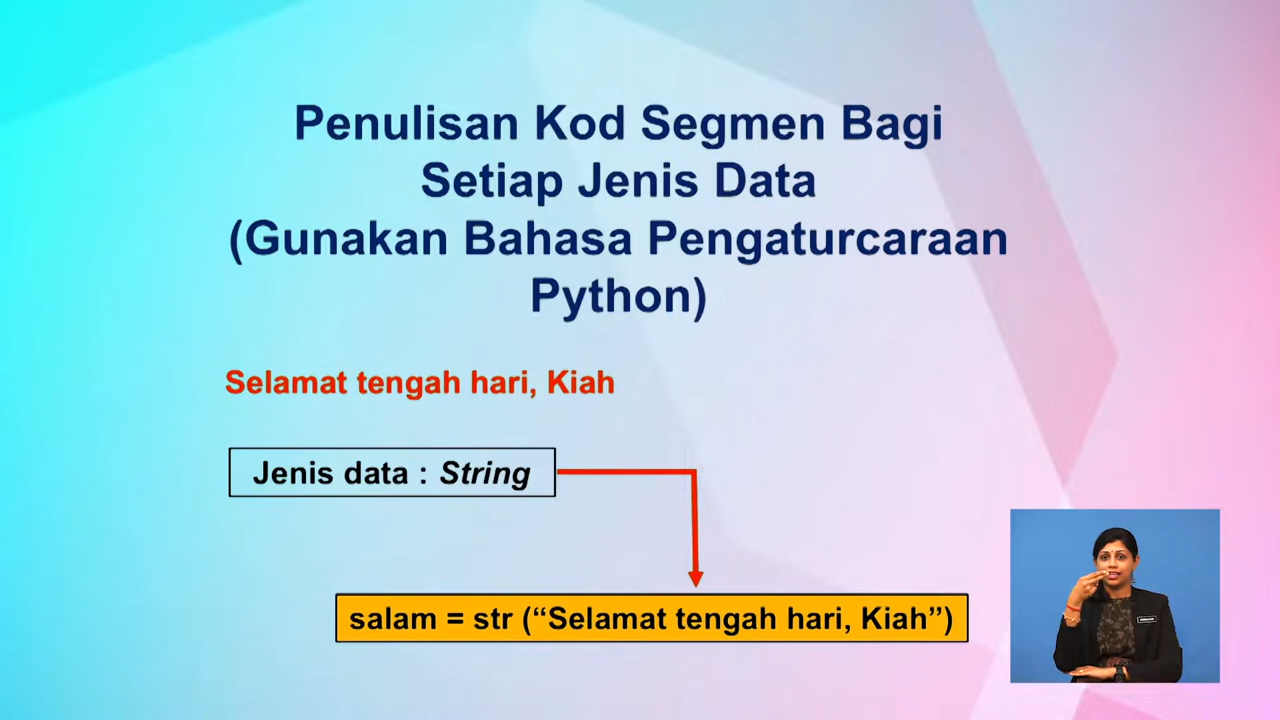 Penulisan Kod Segmen Bagi
Setiap Jenis Data
(Gunakan Bahasa Pengaturcaraan
Python)
Selamat tengah hari, Kiah
Jenis data : String
salam = str (“Selamat tengah hari, Kiah”)